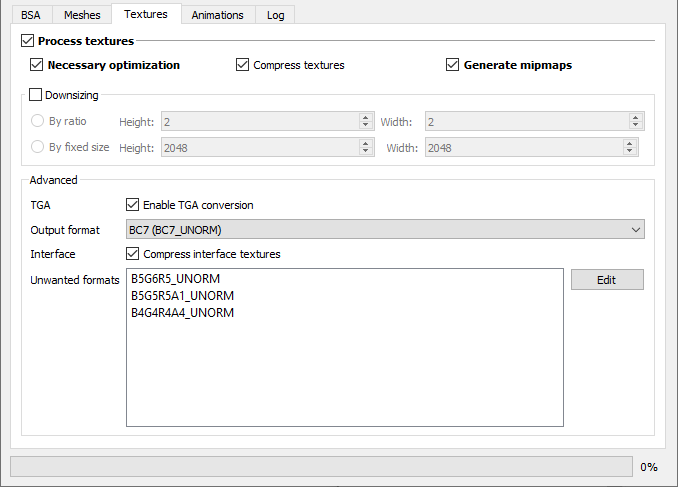 BSA Meshes Textures Animations Log
Process textures
Necessary optimization Compress textures Generate mipmaps
Downsizing
By ratio Height: 2 Width: 2
By fixed size Height: 2048 Width: 2048
Advanced
TGA Enable TGA conversion
Output format BC7 (BC7_UNORM)
Interface Compress interface textures
Unwanted formats B5G6R5_UNORM Edit
B5G5R5A1_UNORM
B4G4R4A4_UNORM
0%